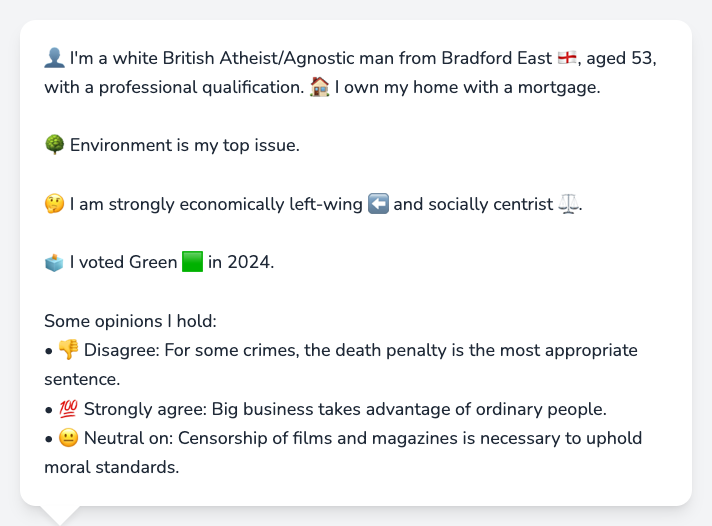 👤 I'm a white British Atheist/Agnostic man from Bradford East 🏴󠁧󠁢󠁥󠁮󠁧󠁿, aged 53,
with a professional qualification. 🏠 I own my home with a mortgage.
🌳 Environment is my top issue.
🤔 I am strongly economically left-wing ⬅️ and socially centrist ⚖️.
🗳️ I voted Green 🟩 in 2024.
Some opinions I hold:
• 👎 Disagree: For some crimes, the death penalty is the most appropriate
sentence.
• 💯 Strongly agree: Big business takes advantage of ordinary people.
• 😐 Neutral on: Censorship of films and magazines is necessary to uphold
moral standards.